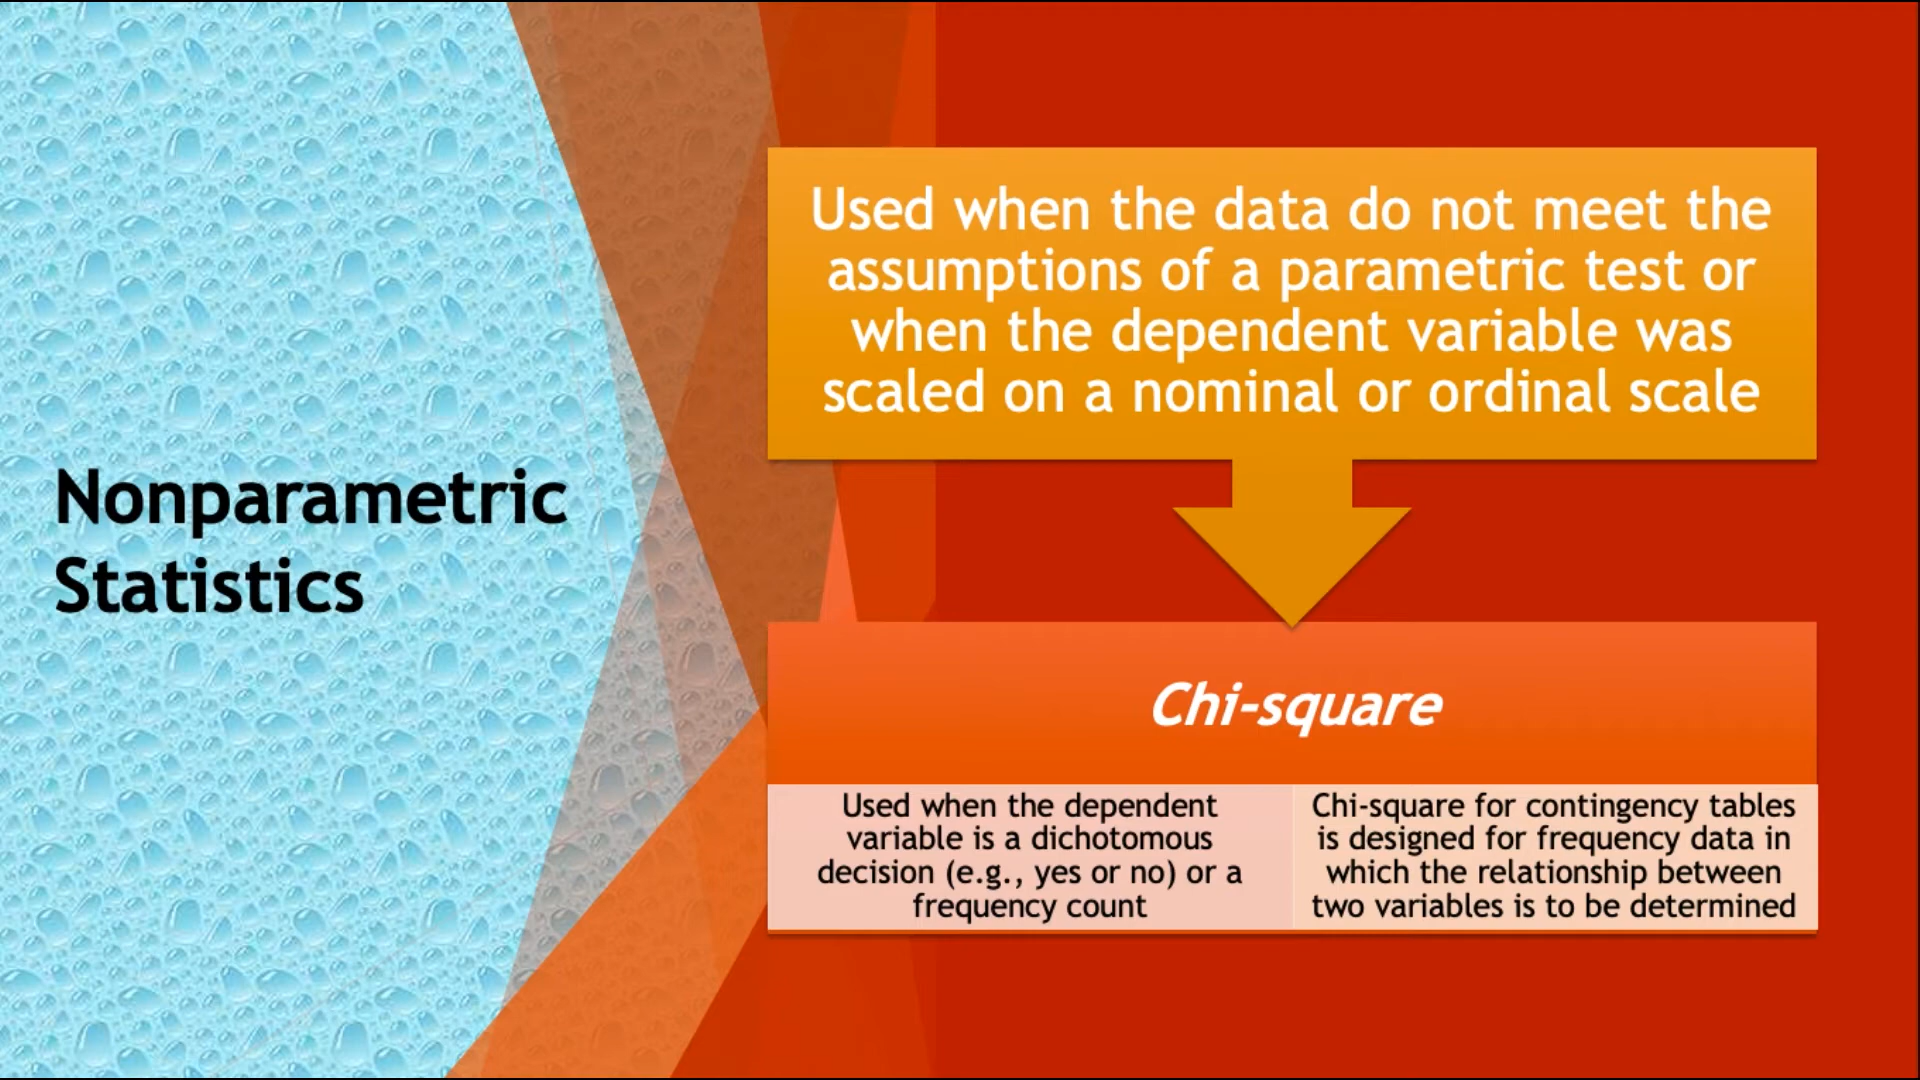 Nonparametric
Statistics
Used when the data do not meet the
assumptions of a parametric test or
when the dependent variable was
scaled on a nominal or ordinal scale
Chi-square
Used when the dependent
variable is a dichotomous
decision (e.g., yes or no) or a
frequency count
Chi-square for contingency tables
is designed for frequency data in
which the relationship between
two variables is to be determined